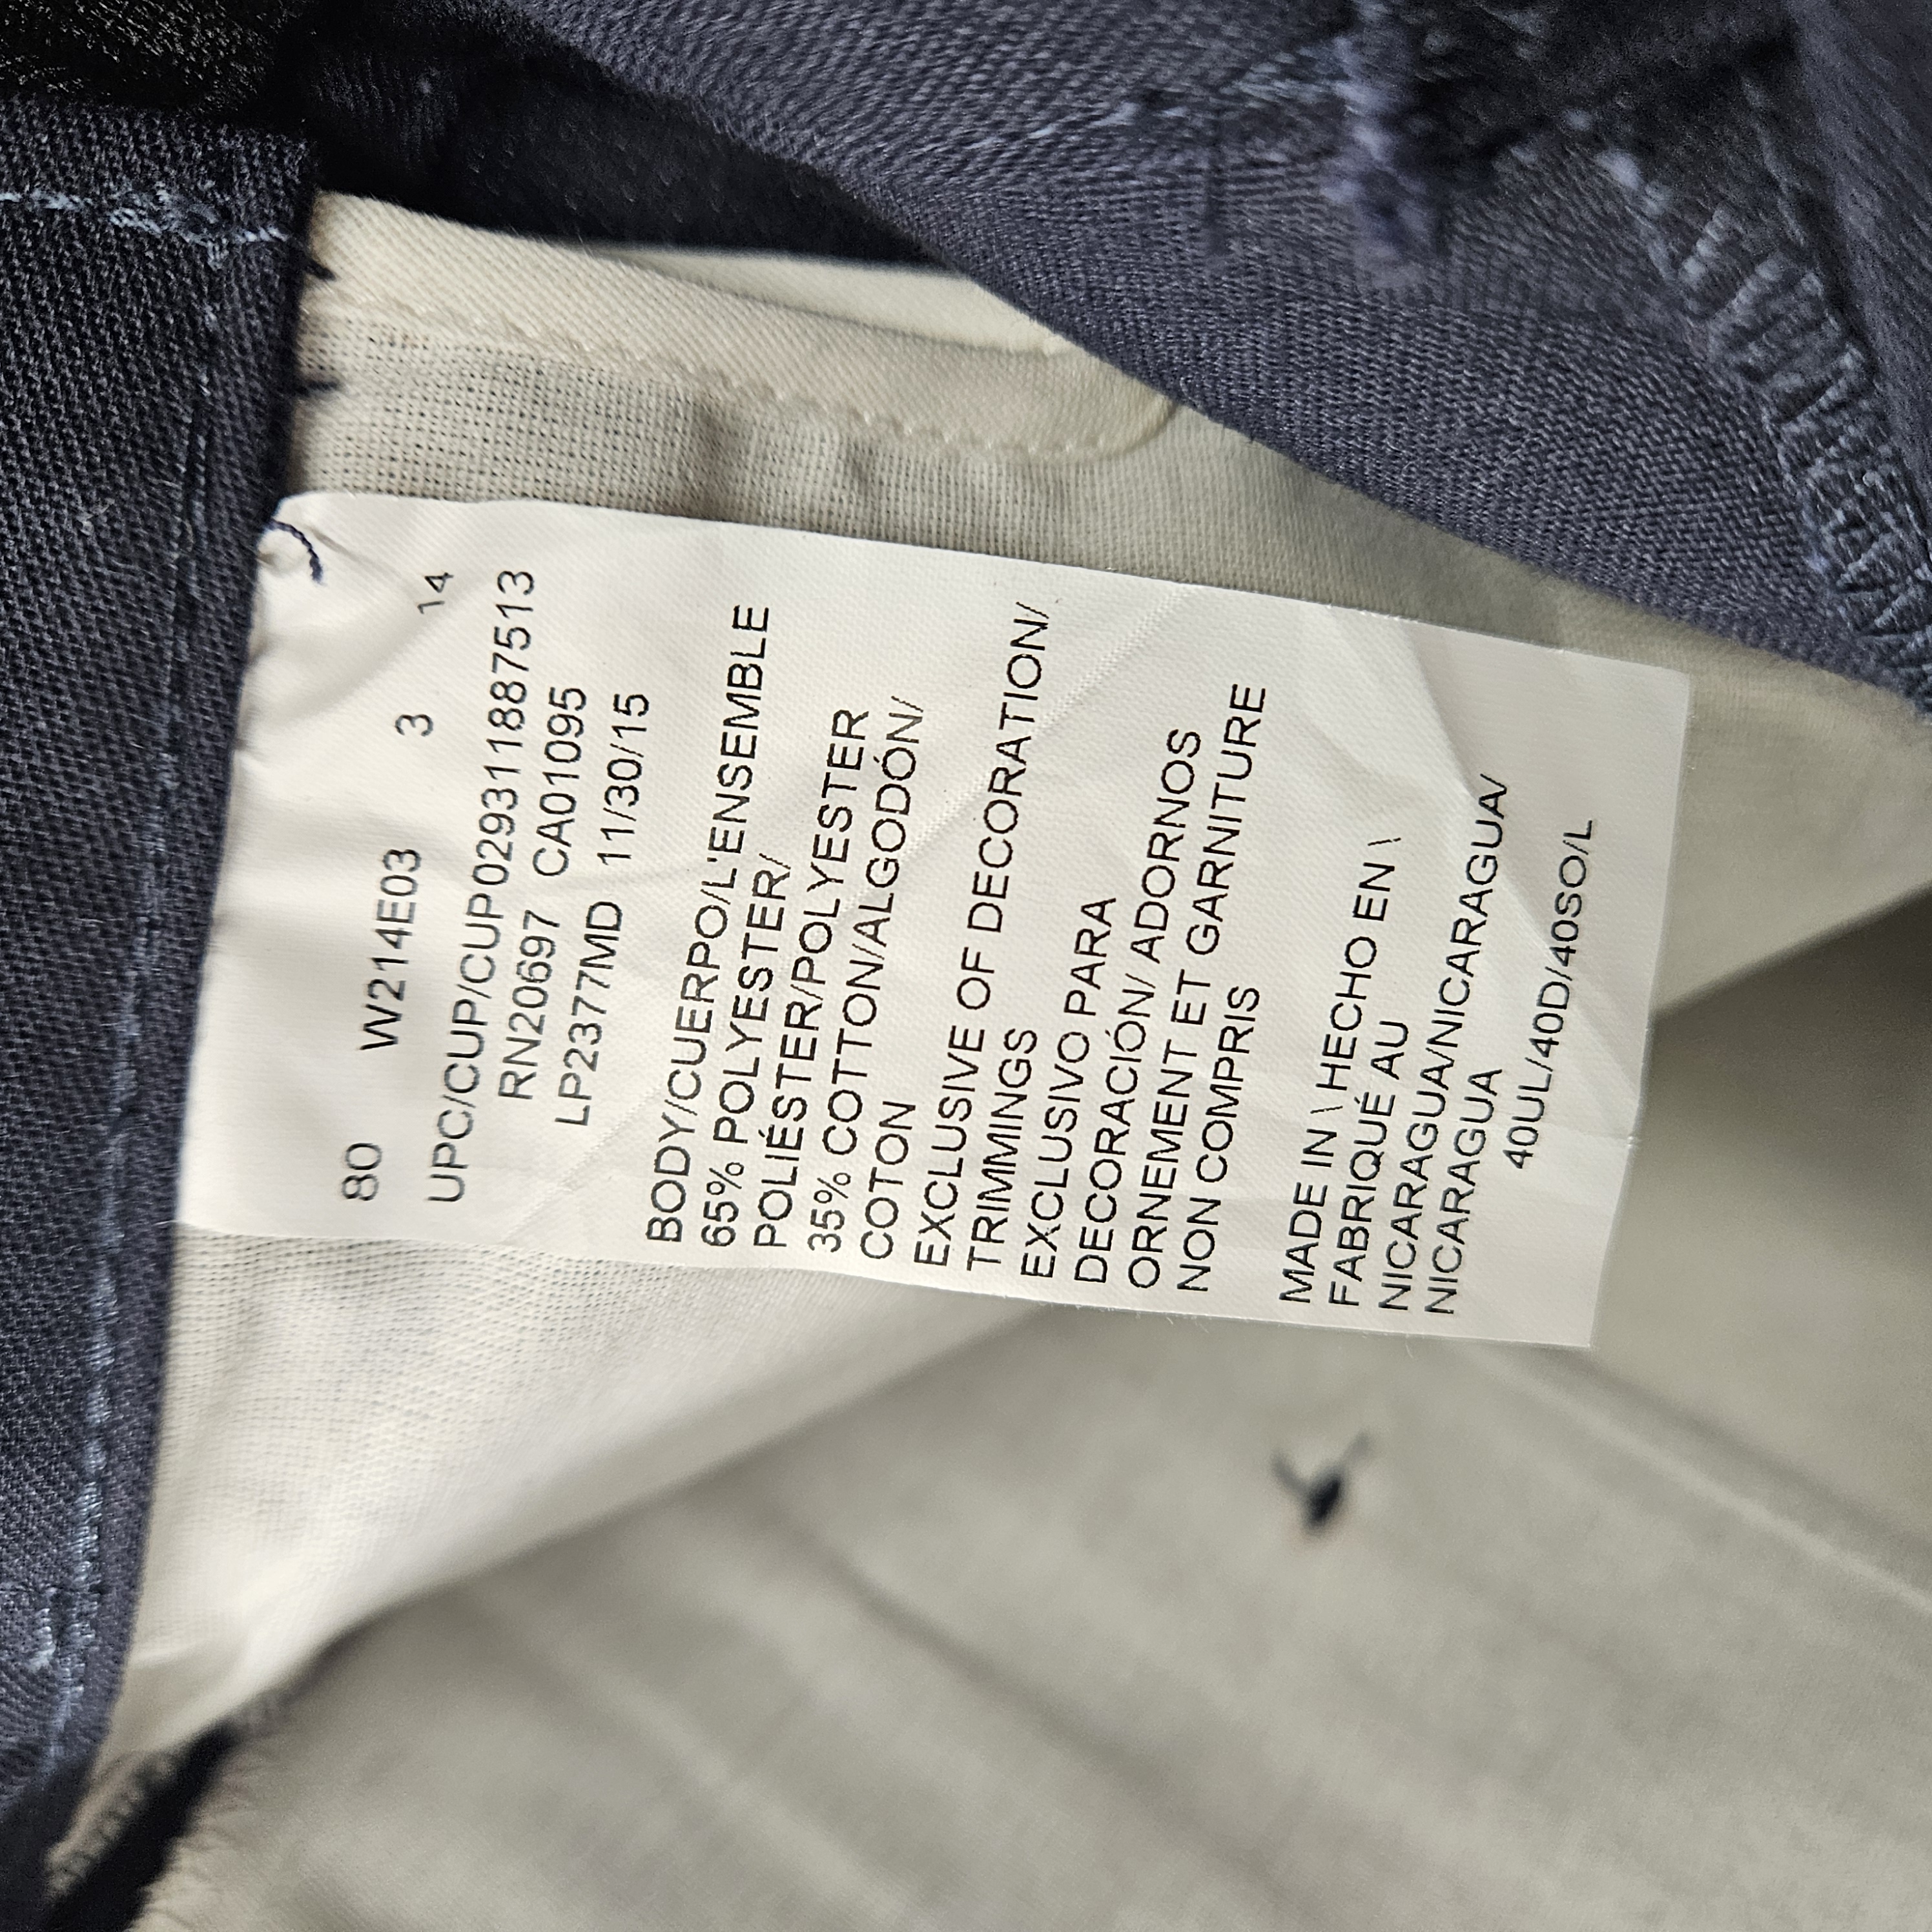 80 W214E03 3 14
UPC/CUP/CUP029311887513
RN20697 CA01095
LP2377MD 11/30/15
BODY/CUERPO/L'ENSEMBLE
65% POLYESTER/
POLIÉSTER/POLYESTER
35% COTTON/ALGODÓN/
COTON
EXCLUSIVE OF DECORATION/
TRIMMINGS
EXCLUSIVO PARA
DECORACIÓN/ ADORNOS
ORNEMENT ET GARNITURE
NON COMPRIS
MADE IN \ HECHO EN \
FABRIQUÉ AU
NICARAGUA/NICARAGUA/
NICARAGUA
40UL/40D/40SO/L